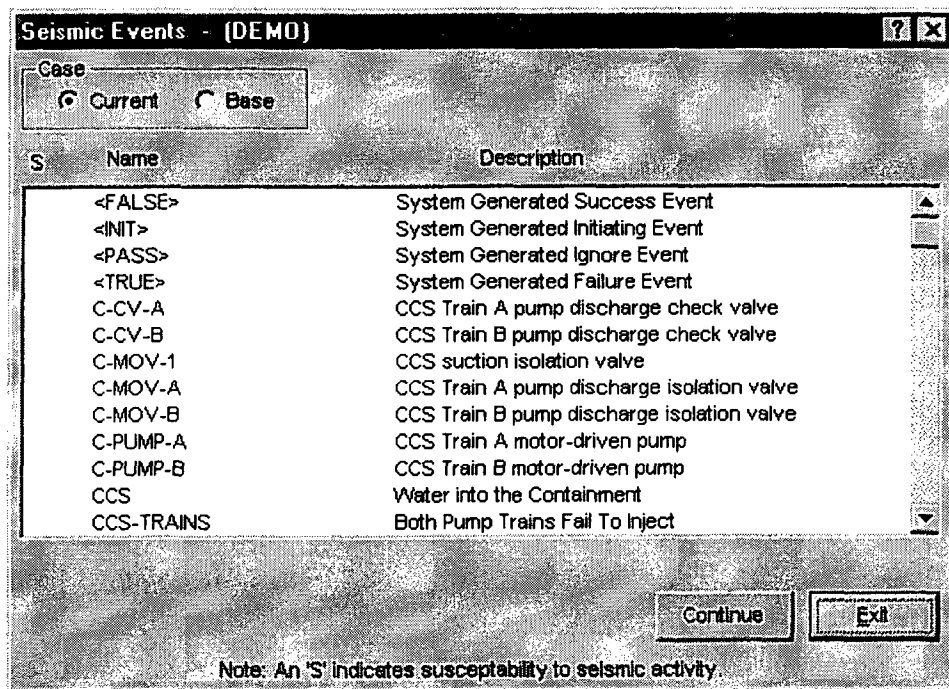 Seismic Events - (DEMO)
Case
Current Base
S Name Description
<FALSE> System Generated Success Event
<INIT> System Generated Initiating Event
<PASS> System Generated Ignore Event
<TRUE> System Generated Failure Event
C-CV-A CCS Train A pump discharge check valve
C-CV-B CCS Train B pump discharge check valve
C-MOV-1 CCS suction isolation valve
C-MOV-A CCS Train A pump discharge isolation valve
C-MOV-B CCS Train B pump discharge isolation valve
C-PUMP-A CCS Train A motor-driven pump
C-PUMP-B CCS Train B motor-driven pump
CCS Water into the Containment
CCS-TRAINS Both Pump Trains Fail To Inject
Continue Exit
Note: An 'S' indicates susceptability to seismic activity.